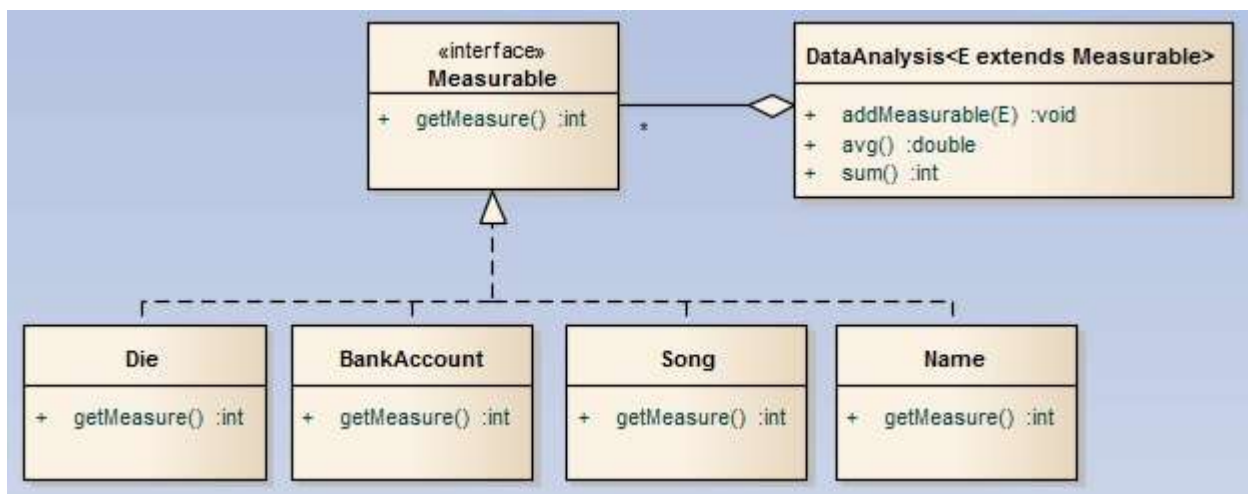 «interface»
Measurable
+ getMeasure() :int
*
DataAnalysis<E extends Measurable>
+ addMeasurable(E) :void
+ avg() :double
+ sum() :int
Die
+ getMeasure() :int
BankAccount
+ getMeasure() :int
Song
+ getMeasure() :int
Name
+ getMeasure() :int